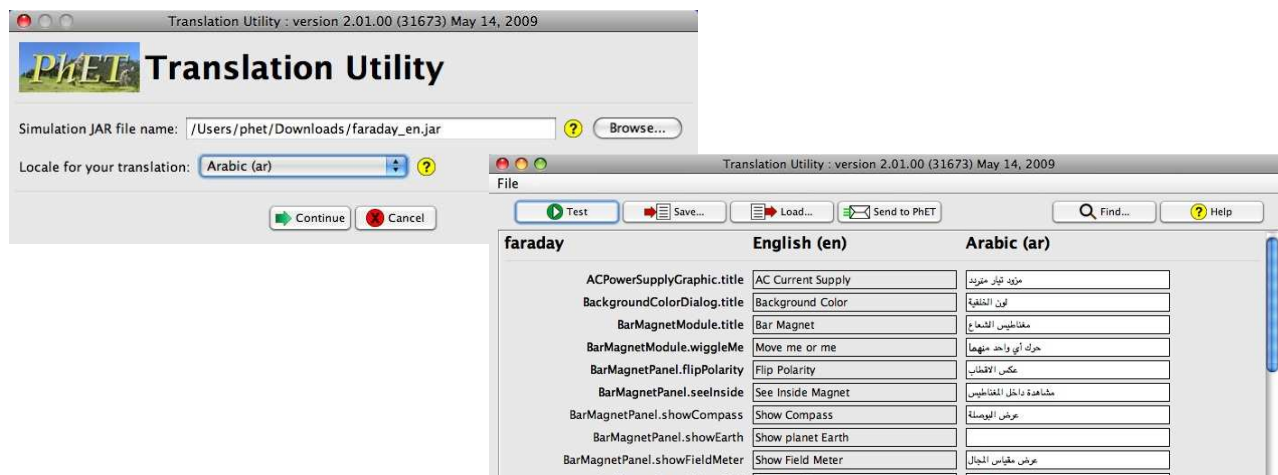 Translation Utility : version 2.01.00 (31673) May 14, 2009
PhET Translation Utility
Simulation JAR file name: /Users/phet/Downloads/faraday_en.jar ? Browse...
Locale for your translation: Arabic (ar) ?
Continue Cancel
Translation Utility : version 2.01.00 (31673) May 14, 2009
File
Test Save... Load... Send to PhET Find... ? Help
faraday English (en) Arabic (ar)
ACPowerSupplyGraphic.title AC Current Supply مزود تيار متردد
BackgroundColorDialog.title Background Color لون الخلفية
BarMagnetModule.title Bar Magnet مغناطيس الشعاع
BarMagnetModule.wiggleMe Move me or me حرك أي واحد منهما
BarMagnetPanel.flipPolarity Flip Polarity عكس الاقطاب
BarMagnetPanel.seeInside See Inside Magnet مشاهدة داخل المغناطيس
BarMagnetPanel.showCompass Show Compass عرض البوصلة
BarMagnetPanel.showEarth Show planet Earth
BarMagnetPanel.showFieldMeter Show Field Meter عرض مقياس المجال